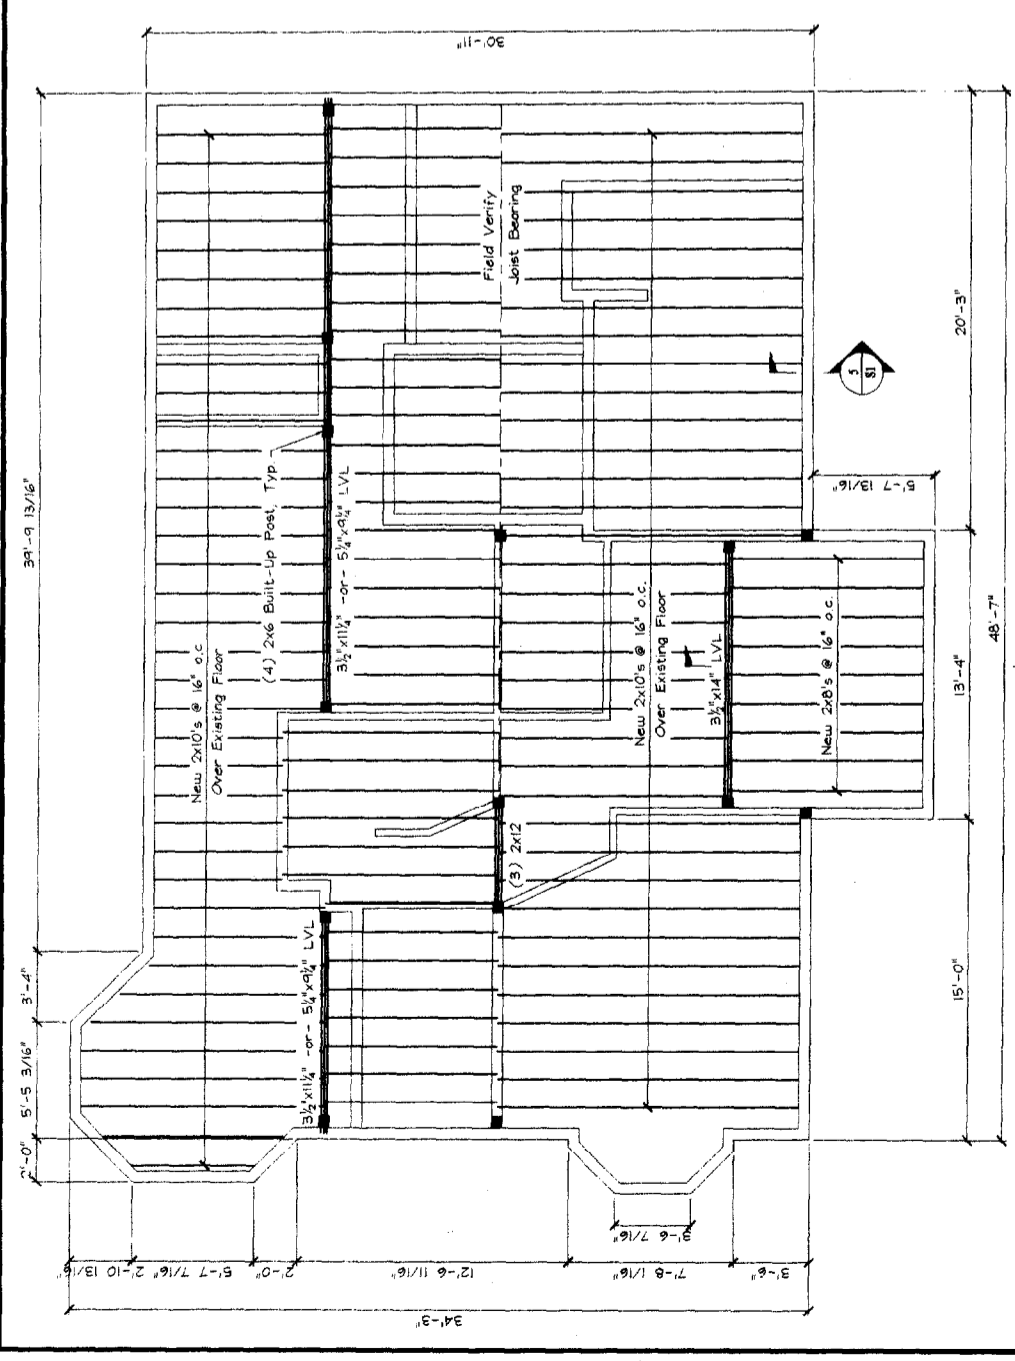 30'-11"
39'-9 13/16"
3'-4"
5'-5 3/16"
2'-0"
New 2x10's @ 16" o.c
Over Existing Floor
(4) 2x6 Built-Up Post, Typ.
3½"x11¼" -or- 5¼"x9¼" LVL
Field Verify
Joist Bearing
3½"x11¼" -or- 5¼"x9¼" LVL
(3) 2x12
New 2x10's @ 16" o.c.
Over Existing Floor
3½"x14" LVL
New 2x8's @ 16" o.c.
5
S1
5'-7 13/16"
20'-3"
13'-4"
15'-0"
48'-7"
2'-10 13/16"
5'-7 7/16"
2'-0"
12'-6 11/16"
7'-8 1/16"
3'-6"
3'-6 7/16"
34'-3"